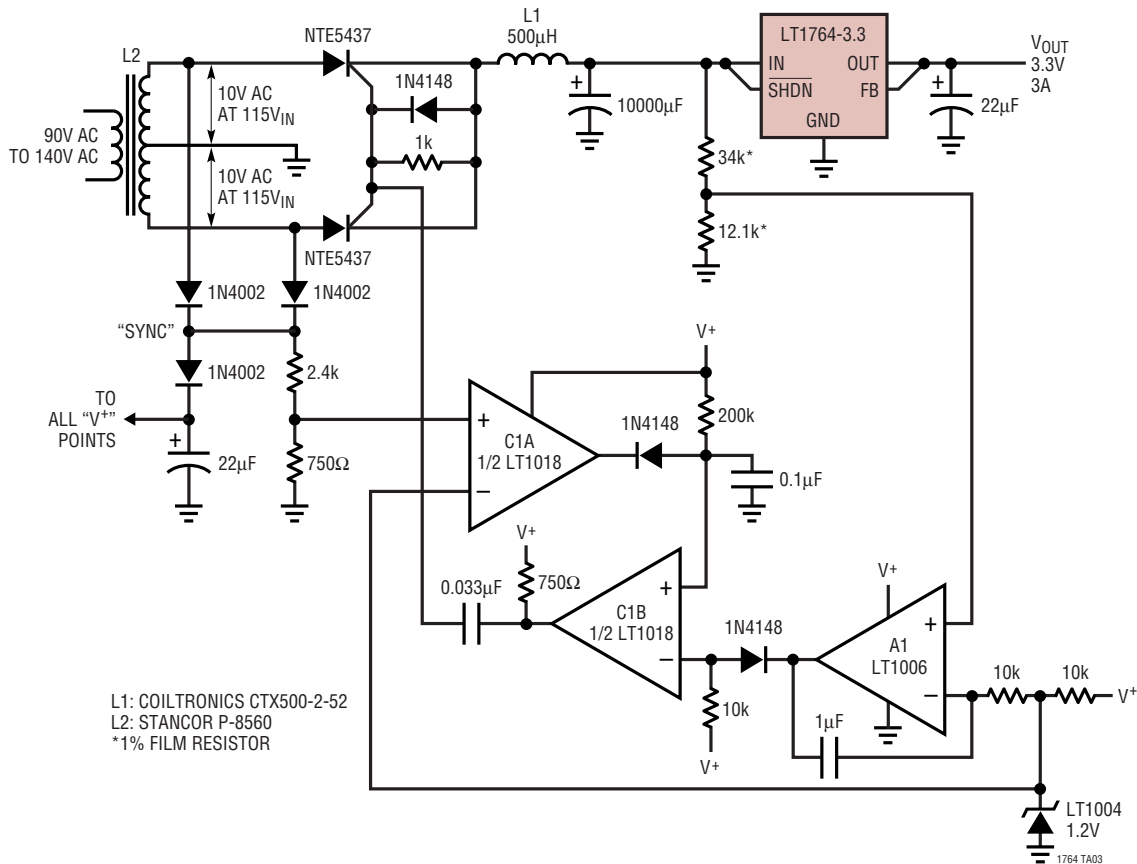 L2
90V AC
TO 140V AC
10V AC
AT 115VIN
10V AC
AT 115VIN
NTE5437
NTE5437
1N4148
1k
L1
500µH
+
10000µF
LT1764-3.3
IN
OUT
SHDN
FB
GND
+
22µF
VOUT
3.3V
3A
34k*
12.1k*
1N4002
1N4002
“SYNC”
1N4002
TO
ALL “V+”
POINTS
+
22µF
2.4k
750Ω
+
C1A
1/2 LT1018
–
1N4148
V+
200k
0.1µF
0.033µF
V+
750Ω
C1B
1/2 LT1018
+
–
1N4148
10k
V+
V+
A1
LT1006
+
–
1µF
10k
10k
V+
LT1004
1.2V
L1: COILTRONICS CTX500-2-52
L2: STANCOR P-8560
*1% FILM RESISTOR
1764 TA03